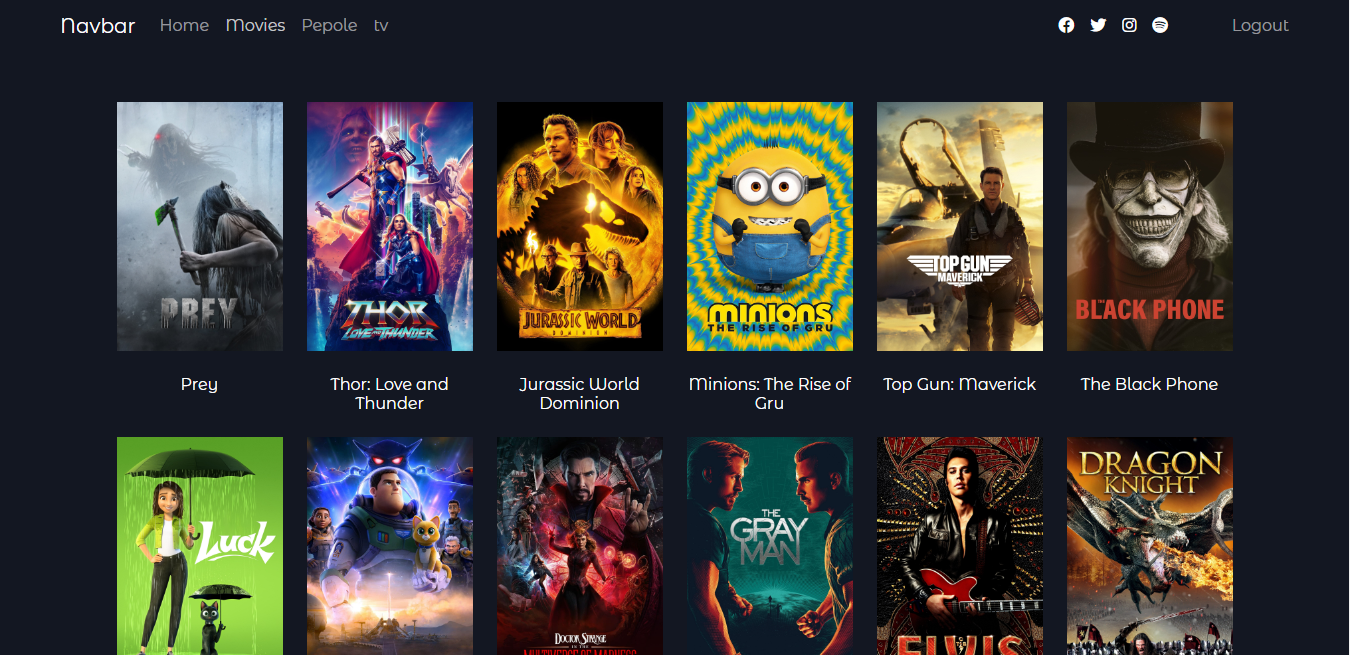 Navbar Home Movies Pepole tv Logout
PREY
THOR
LOVE AND THUNDER
JURASSIC WORLD
DOMINION
MINIONS
THE RISE OF GRU
TOP GUN
MAVERICK
THE
BLACK PHONE
Prey
Thor: Love and
Thunder
Jurassic World
Dominion
Minions: The Rise of
Gru
Top Gun: Maverick
The Black Phone
Luck
DOCTOR STRANGE
IN THE
MULTIVERSE OF MADNESS
THE
GRAY
MAN
ELVIS
DRAGON
KNIGHT